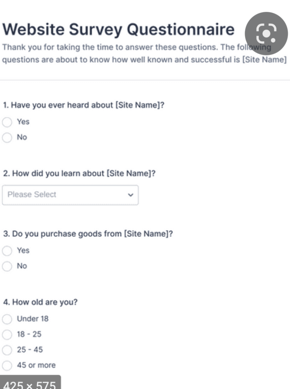 Website Survey Questionnaire
Thank you for taking the time to answer these questions. The following
questions are about to know how well known and successful is [Site Name]
1. Have you ever heard about [Site Name]?
Yes
No
2. How did you learn about [Site Name]?
Please Select
3. Do you purchase goods from [Site Name]?
Yes
No
4. How old are you?
Under 18
18 - 25
25 - 45
45 or more
425 × 575